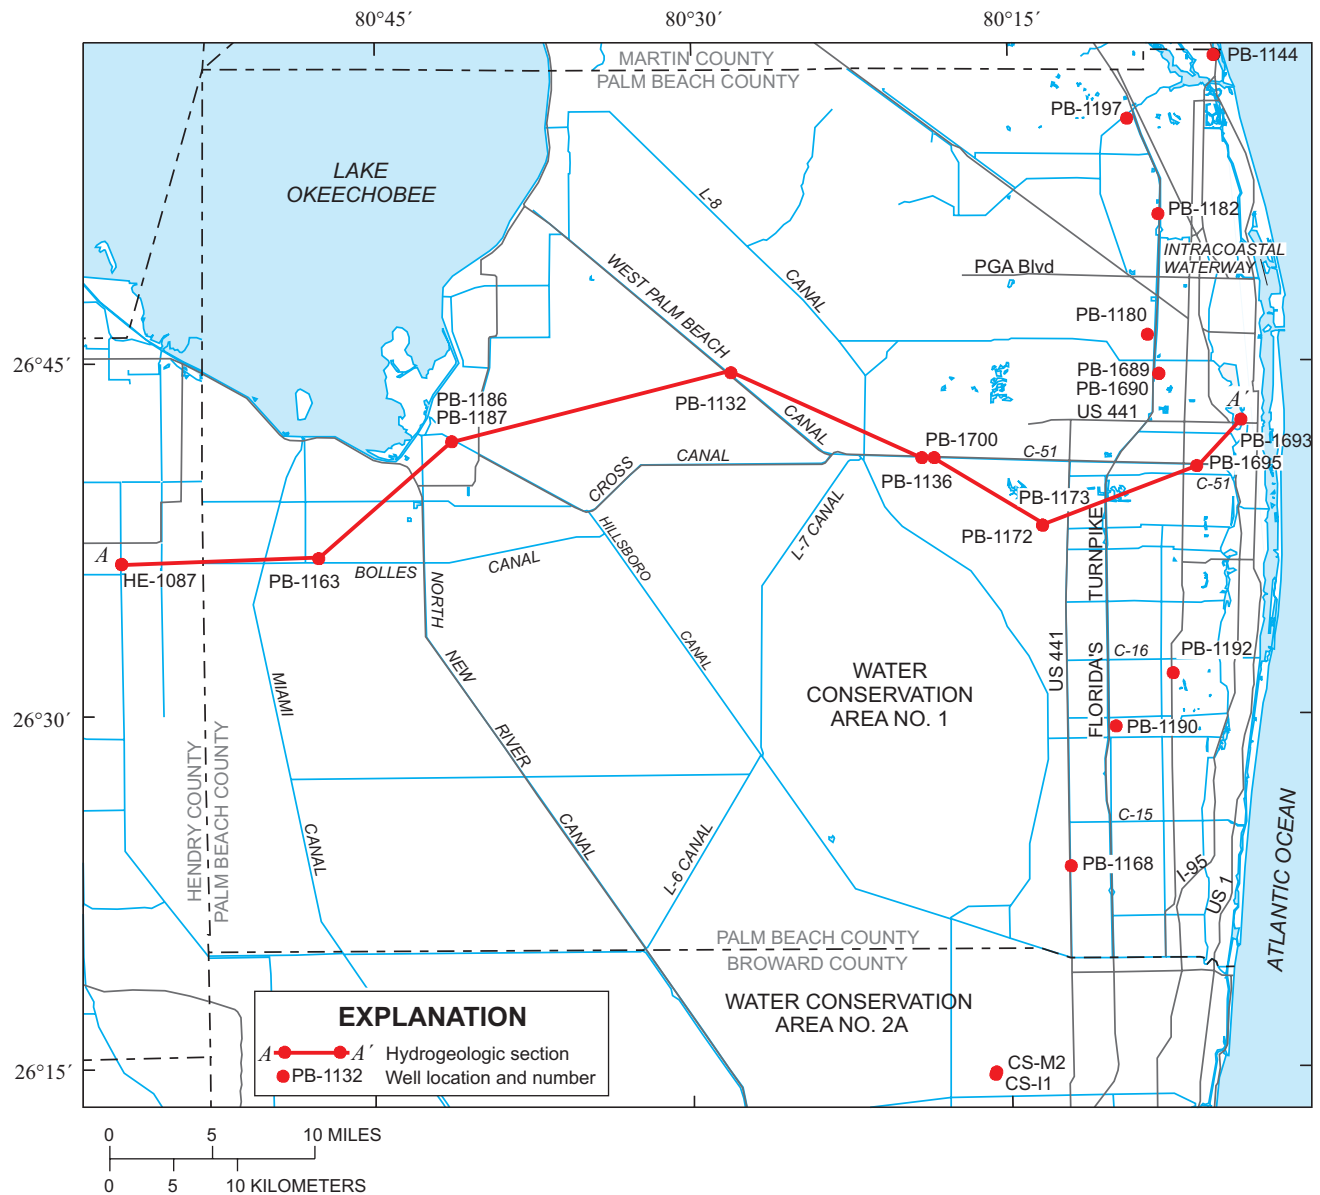 80°45´
80°30´
80°15´
MARTIN COUNTY
PALM BEACH COUNTY
PB-1144
PB-1197
LAKE
OKEECHOBEE
L-8
CANAL
PB-1182
INTRACOASTAL
WATERWAY
PGA Blvd
WEST PALM BEACH
CANAL
PB-1180
26°45´
PB-1689
PB-1690
US 441
PB-1186
PB-1187
PB-1132
A´
PB-1693
PB-1700
C-51
PB-1695
C-51
CROSS
CANAL
PB-1136
PB-1173
PB-1172
L-7 CANAL
HILLSBORO
CANAL
A
HE-1087
PB-1163
BOLLES
CANAL
NORTH
NEW
RIVER
CANAL
MIAMI
CANAL
TURNPIKE
FLORIDA'S
US 441
C-16
PB-1192
WATER
CONSERVATION
AREA NO. 1
26°30´
PB-1190
HENDRY COUNTY
PALM BEACH COUNTY
C-15
L-6 CANAL
PB-1168
I-95
US 1
ATLANTIC OCEAN
PALM BEACH COUNTY
BROWARD COUNTY
WATER CONSERVATION
AREA NO. 2A
26°15´
CS-M2
CS-I1
EXPLANATION
A A´ Hydrogeologic section
PB-1132 Well location and number
0 5 10 MILES
0 5 10 KILOMETERS